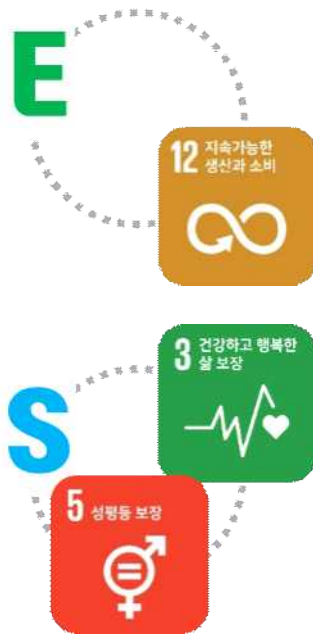 E
12 지속가능한
생산과 소비
3 건강하고 행복한
삶 보장
S
5 성평등 보장